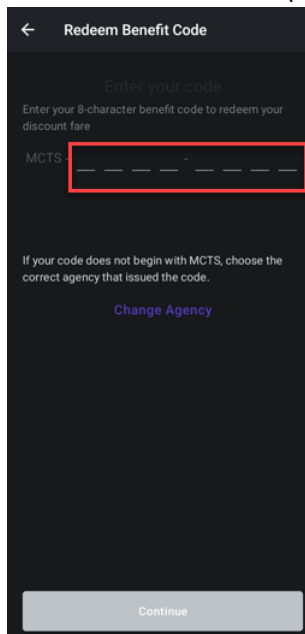 Redeem Benefit Code
Enter your code
Enter your 8-character benefit code to redeem your
discount fare
MCTS - _ _ _ _ - _ _ _ _
If your code does not begin with MCTS, choose the
correct agency that issued the code.
Change Agency
Continue